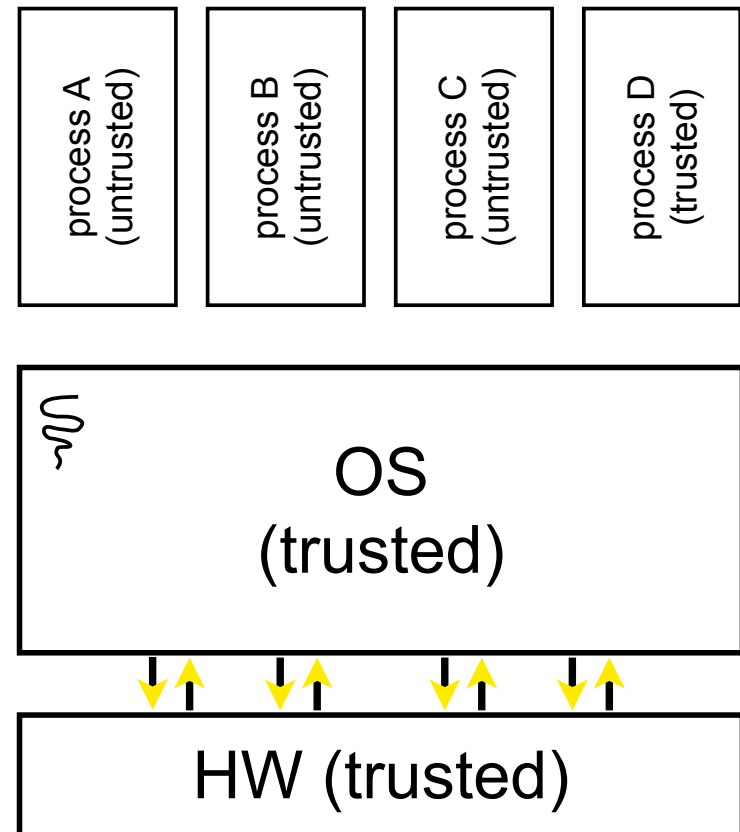 process A
(untrusted)
process B
(untrusted)
process C
(untrusted)
process D
(trusted)
OS
(trusted)
HW (trusted)